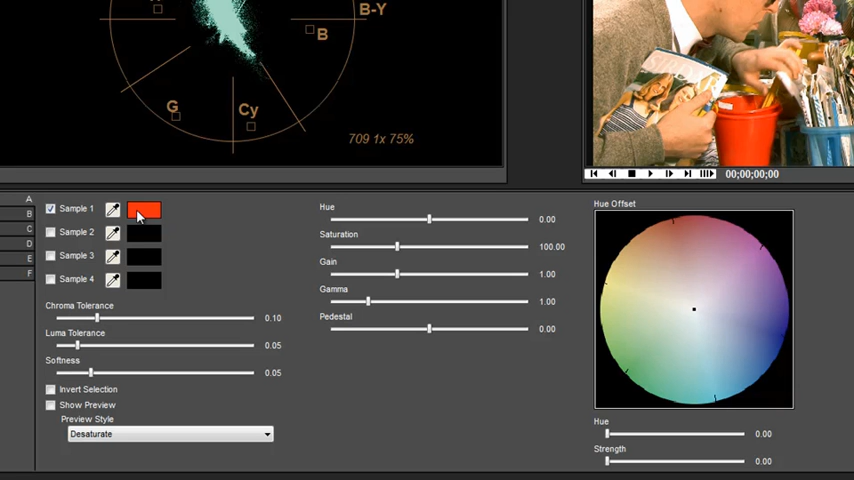 B-Y
B
G
Cy
709 1x 75%
00;00;00;00
A
B
C
D
E
F
Sample 1
Sample 2
Sample 3
Sample 4
Chroma Tolerance
0.10
Luma Tolerance
0.05
Softness
0.05
Invert Selection
Show Preview
Preview Style
Desaturate
Hue
0.00
Saturation
100.00
Gain
1.00
Gamma
1.00
Pedestal
0.00
Hue Offset
Hue
0.00
Strength
0.00